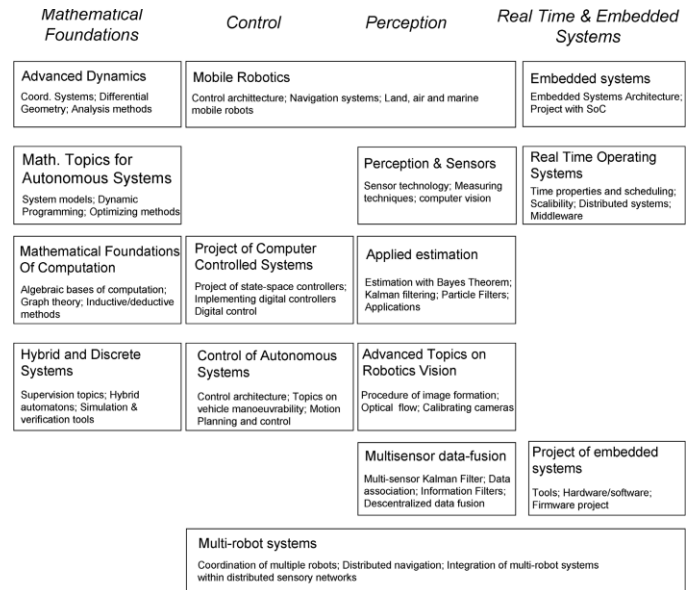 Mathematical
Foundations
Control
Perception
Real Time & Embedded
Systems
Advanced Dynamics
Coord. Systems; Differential
Geometry; Analysis methods
Mobile Robotics
Control archittecture; Navigation systems; Land, air and marine
mobile robots
Embedded systems
Embedded Systems Architecture;
Project with SoC
Math. Topics for
Autonomous Systems
System models; Dynamic
Programming; Optimizing methods
Perception & Sensors
Sensor technology; Measuring
techniques; computer vision
Real Time Operating
Systems
Time properties and scheduling;
Scalibility; Distributed systems;
Middleware
Mathematical Foundations
Of Computation
Algebraic bases of computation;
Graph theory; Inductive/deductive
methods
Project of Computer
Controlled Systems
Project of state-space controllers;
Implementing digital controllers
Digital control
Applied estimation
Estimation with Bayes Theorem;
Kalman filtering; Particle Filters;
Applications
Hybrid and Discrete
Systems
Supervision topics; Hybrid
automatons; Simulation &
verification tools
Control of Autonomous
Systems
Control architecture; Topics on
vehicle manoeuvrability; Motion
Planning and control
Advanced Topics on
Robotics Vision
Procedure of image formation;
Optical flow; Calibrating cameras
Multisensor data-fusion
Multi-sensor Kalman Filter; Data
association; Information Filters;
Descentralized data fusion
Project of embedded
systems
Tools; Hardware/software;
Firmware project
Multi-robot systems
Coordination of multiple robots; Distributed navigation; Integration of multi-robot systems
within distributed sensory networks